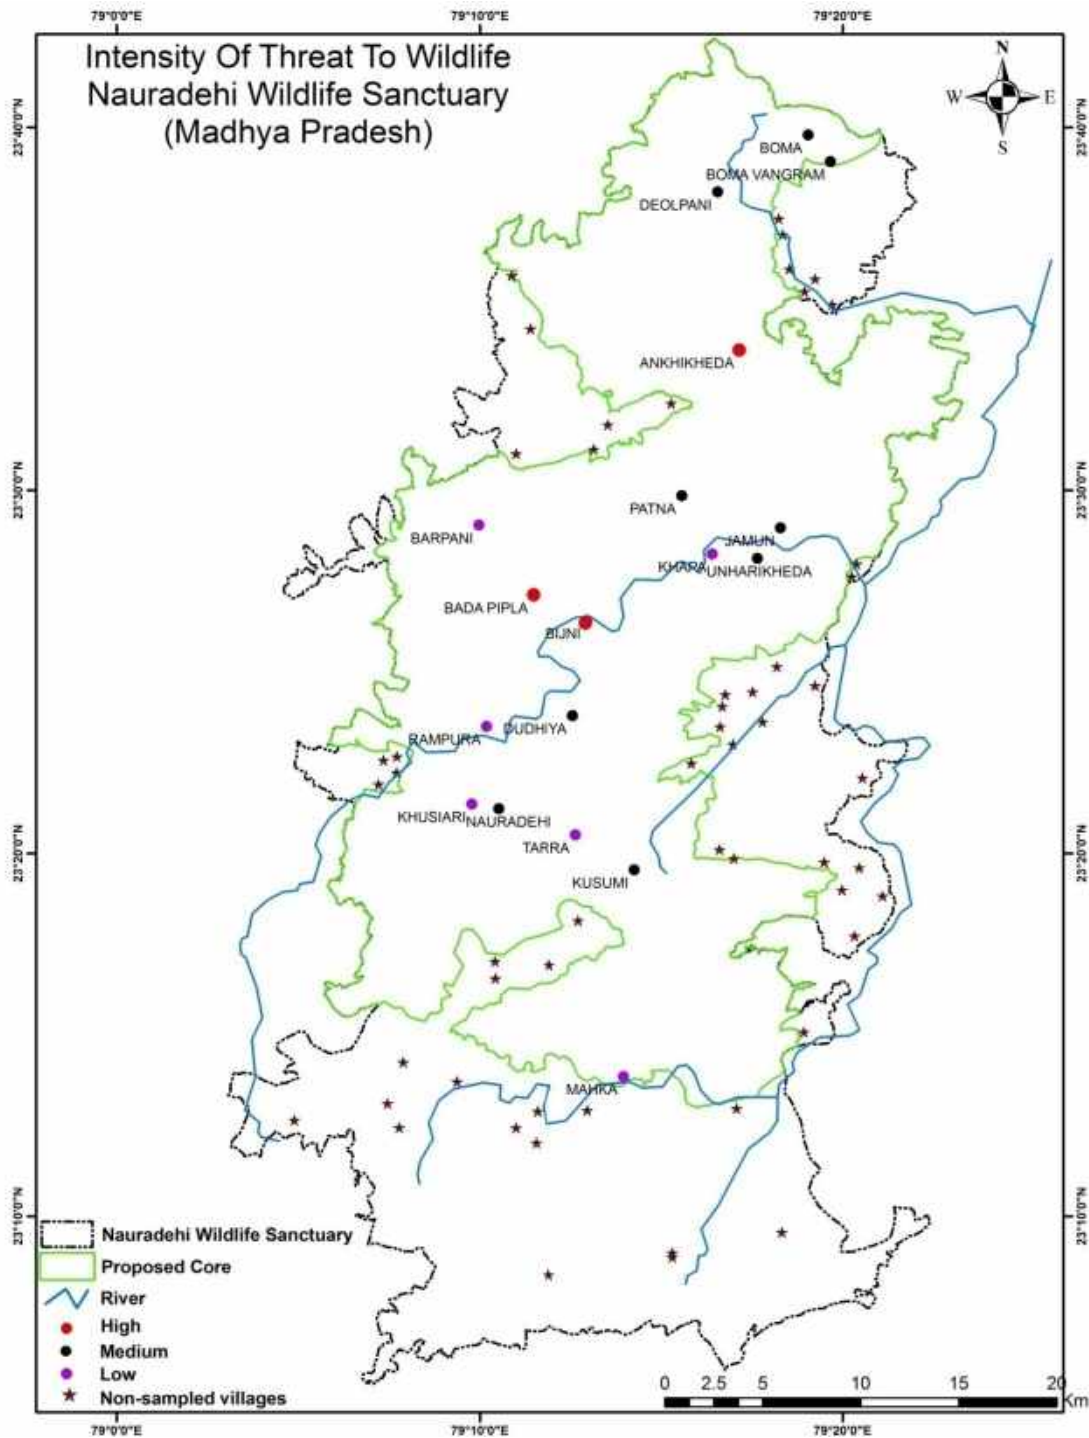 79°0'0"E 79°10'0"E 79°20'0"E
Intensity Of Threat To Wildlife
Nauradehi Wildlife Sanctuary
(Madhya Pradesh)
N
W E
S
23°40'0"N 23°40'0"N
BOMA
BOMA VANGRAM
DEOLPANI
ANKHIKHEDA
23°30'0"N 23°30'0"N
PATNA
BARPANI
JAMUN
KHAPA
UNHARIKHEDA
BADA PIPLA
BIJNI
DUDHIYA
RAMPURA
KHUSIARI
NAURADEHI
TARRA
23°20'0"N 23°20'0"N
KUSUMI
MAHKA
23°10'0"N 23°10'0"N
Nauradehi Wildlife Sanctuary
Proposed Core
River
High
Medium
Low
Non-sampled villages
0 2.5 5 10 15 20
Km
79°0'0"E 79°10'0"E 79°20'0"E